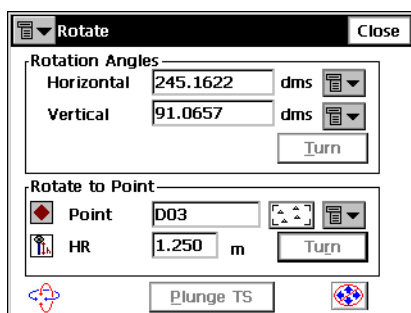 Rotate Close
Rotation Angles
Horizontal 245.1622 dms
Vertical 91.0657 dms
Turn
Rotate to Point
Point D03
HR 1.250 m Turn
Plunge TS